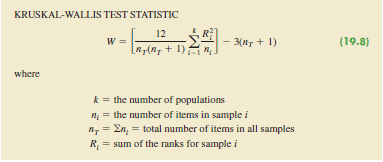 KRUSKAL-WALLIS TEST STATISTIC
W = [ 12 / (n_T(n_T + 1)) Σ_{i=1}^{k} R_i² / n_i ] − 3(n_T + 1) (19.8)
where
k = the number of populations
n_i = the number of items in sample i
n_T = Σn_i = total number of items in all samples
R_i = sum of the ranks for sample i